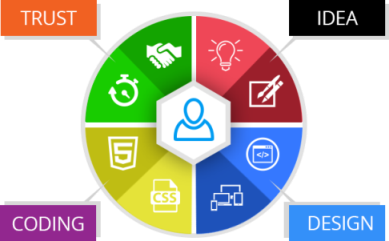 TRUST
IDEA
5
</>
CSS
CODING
DESIGN